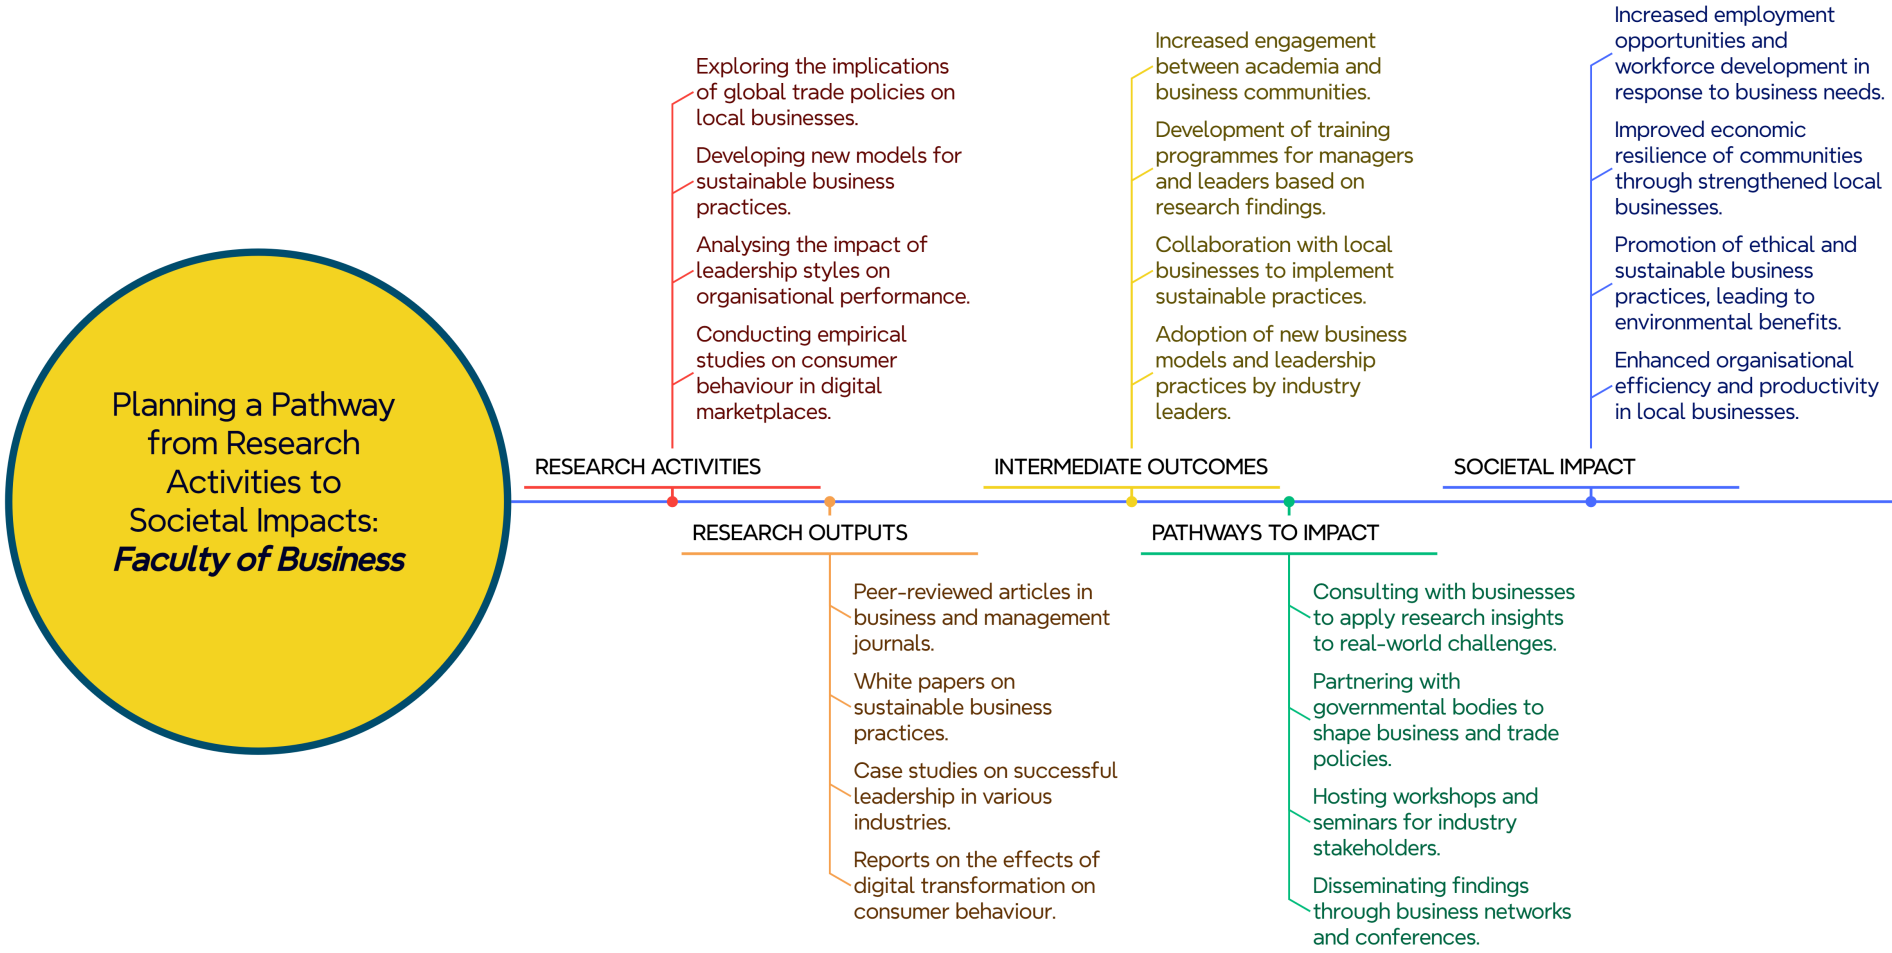 Planning a Pathway
from Research
Activities to
Societal Impacts:
Faculty of Business
RESEARCH ACTIVITIES
Exploring the implications
of global trade policies on
local businesses.
Developing new models for
sustainable business
practices.
Analysing the impact of
leadership styles on
organisational performance.
Conducting empirical
studies on consumer
behaviour in digital
marketplaces.
RESEARCH OUTPUTS
Peer-reviewed articles in
business and management
journals.
White papers on
sustainable business
practices.
Case studies on successful
leadership in various
industries.
Reports on the effects of
digital transformation on
consumer behaviour.
INTERMEDIATE OUTCOMES
Increased engagement
between academia and
business communities.
Development of training
programmes for managers
and leaders based on
research findings.
Collaboration with local
businesses to implement
sustainable practices.
Adoption of new business
models and leadership
practices by industry
leaders.
PATHWAYS TO IMPACT
Consulting with businesses
to apply research insights
to real-world challenges.
Partnering with
governmental bodies to
shape business and trade
policies.
Hosting workshops and
seminars for industry
stakeholders.
Disseminating findings
through business networks
and conferences.
SOCIETAL IMPACT
Increased employment
opportunities and
workforce development in
response to business needs.
Improved economic
resilience of communities
through strengthened local
businesses.
Promotion of ethical and
sustainable business
practices, leading to
environmental benefits.
Enhanced organisational
efficiency and productivity
in local businesses.